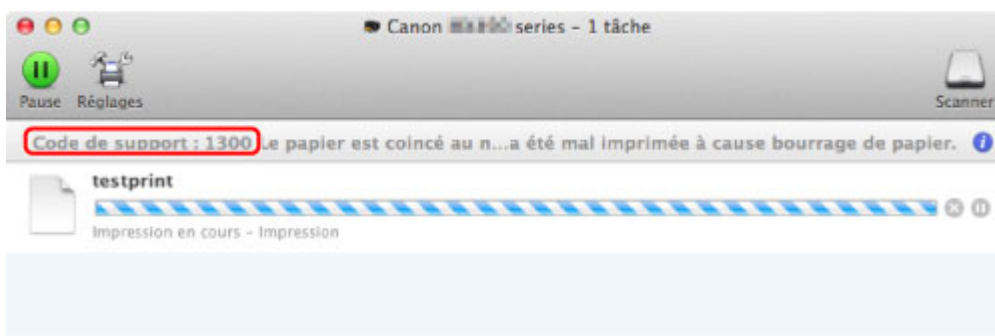 Canon series – 1 tâche
Pause Réglages Scanner
Code de support : 1300 Le papier est coincé au n...a été mal imprimée à cause bourrage de papier.
testprint
Impression en cours – Impression